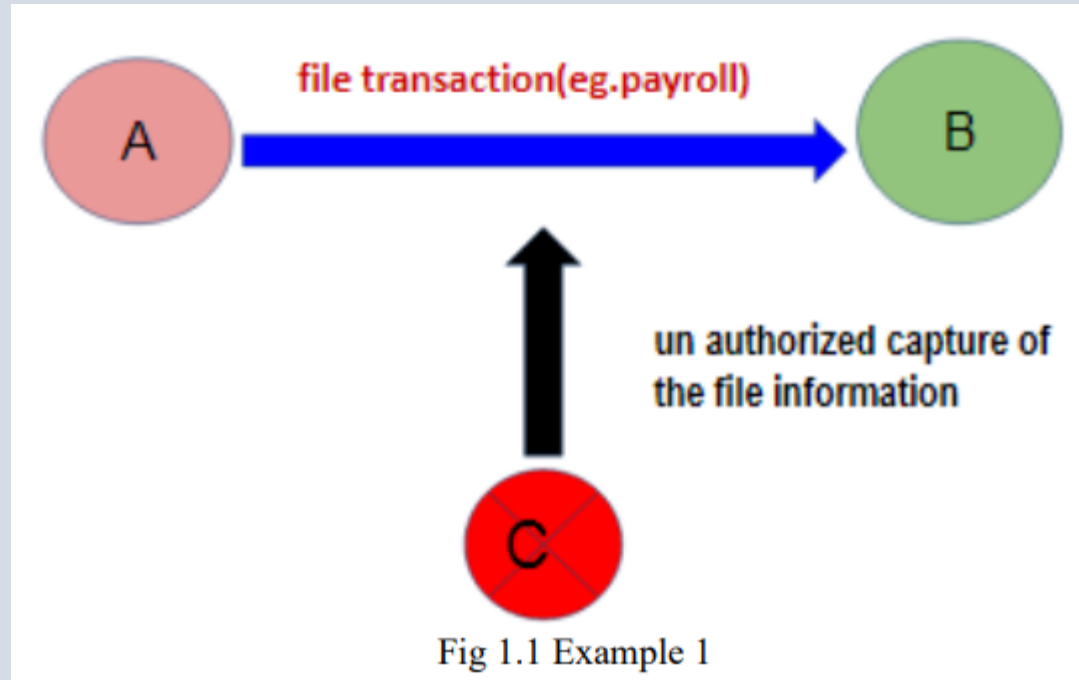 file transaction(eg.payroll)
A
B
un authorized capture of
the file information
C
Fig 1.1 Example 1